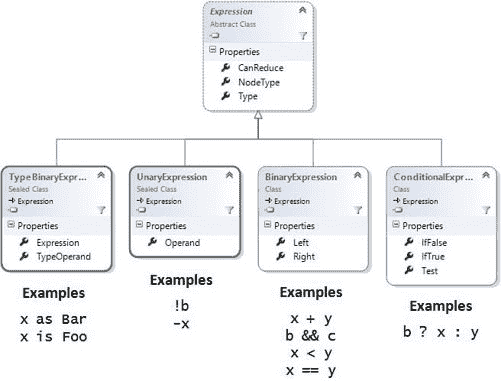 Expression
Abstract Class
Properties
CanReduce
NodeType
Type
TypeBinaryExpr...
Sealed Class
Expression
Properties
Expression
TypeOperand
Examples
x as Bar
x is Foo
UnaryExpression
Sealed Class
Expression
Properties
Operand
Examples
!b
-x
BinaryExpression
Class
Expression
Properties
Left
Right
Examples
x + y
b && c
x < y
x == y
ConditionalExpr...
Class
Expression
Properties
IfFalse
IfTrue
Test
Examples
b ? x : y